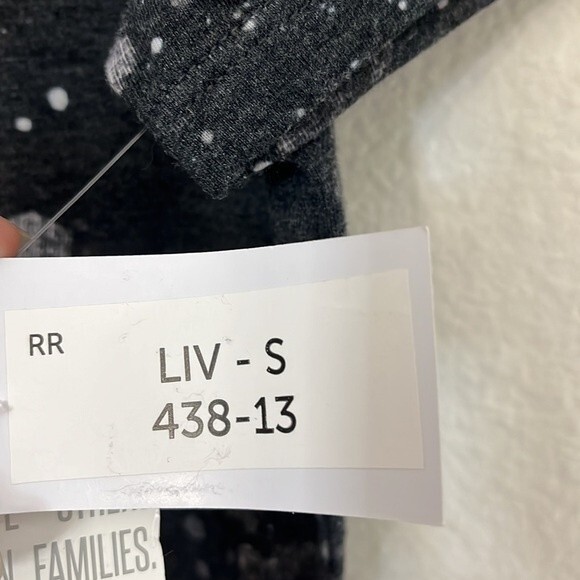 RR
LIV - S
438-13
FAMILIES.